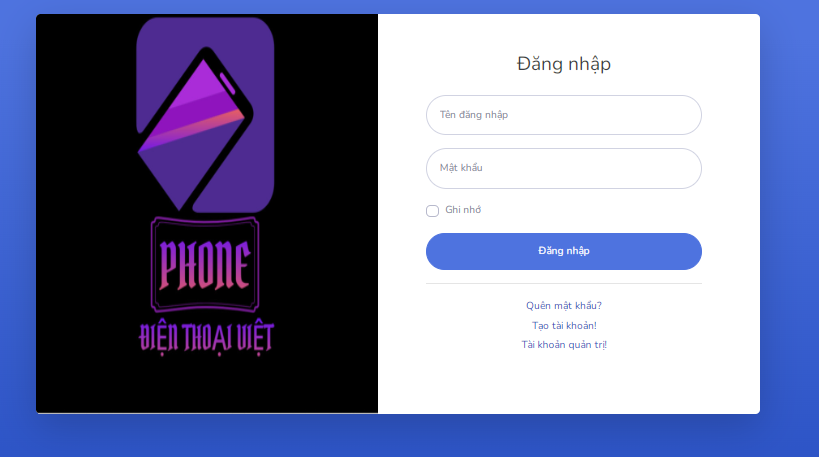 PHONE
ĐIỆN THOẠI VIỆT
Đăng nhập
Tên đăng nhập
Mật khẩu
Ghi nhớ
Đăng nhập
Quên mật khẩu?
Tạo tài khoản!
Tài khoản quản trị!